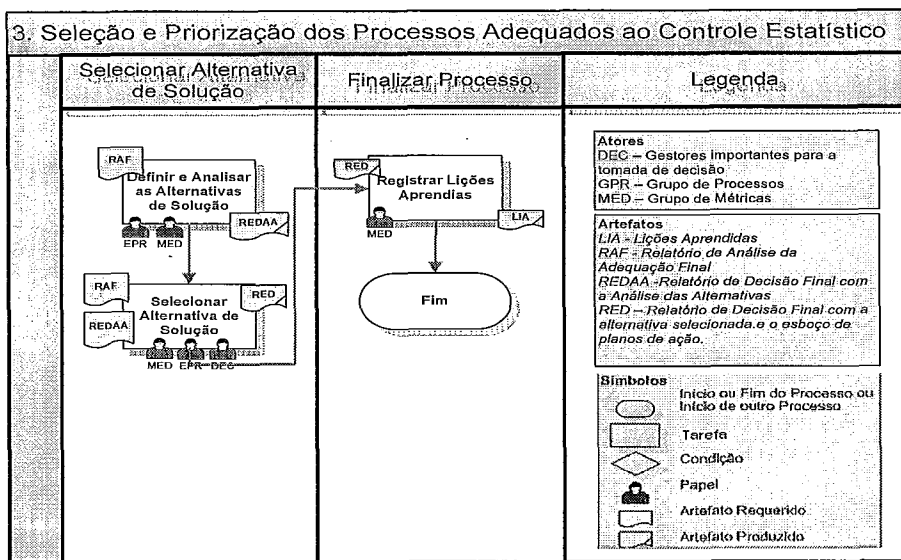 3. Seleção e Priorização dos Processos Adequados ao Controle Estatístico
Selecionar Alternativa
de Solução
Finalizar Processo
Legenda
RAF
Definir e Analisar
as Alternativas
de Solução
REDAA
EPR MED
RAF
RED
Selecionar
Alternativa de
Solução
REDAA
MED EPR DEC
RED
Registrar Lições
Aprendias
LIA
MED
Fim
Atores
DEC – Gestores importantes para a
tomada de decisão
GPR – Grupo de Processos
MED – Grupo de Métricas
Artefatos
LIA - Lições Aprendidas
RAF - Relatório de Análise da
Adequação Final
REDAA -Relatório de Decisão Final com
a Análise das Alternativas
RED – Relatório de Decisão Final com a
alternativa selecionada.e o esboço de
planos de ação.
Símbolos
Início ou Fim do Processo ou
Início de outro Processo
Tarefa
Condição
Papel
Artefato Requerido
Artefato Produzido